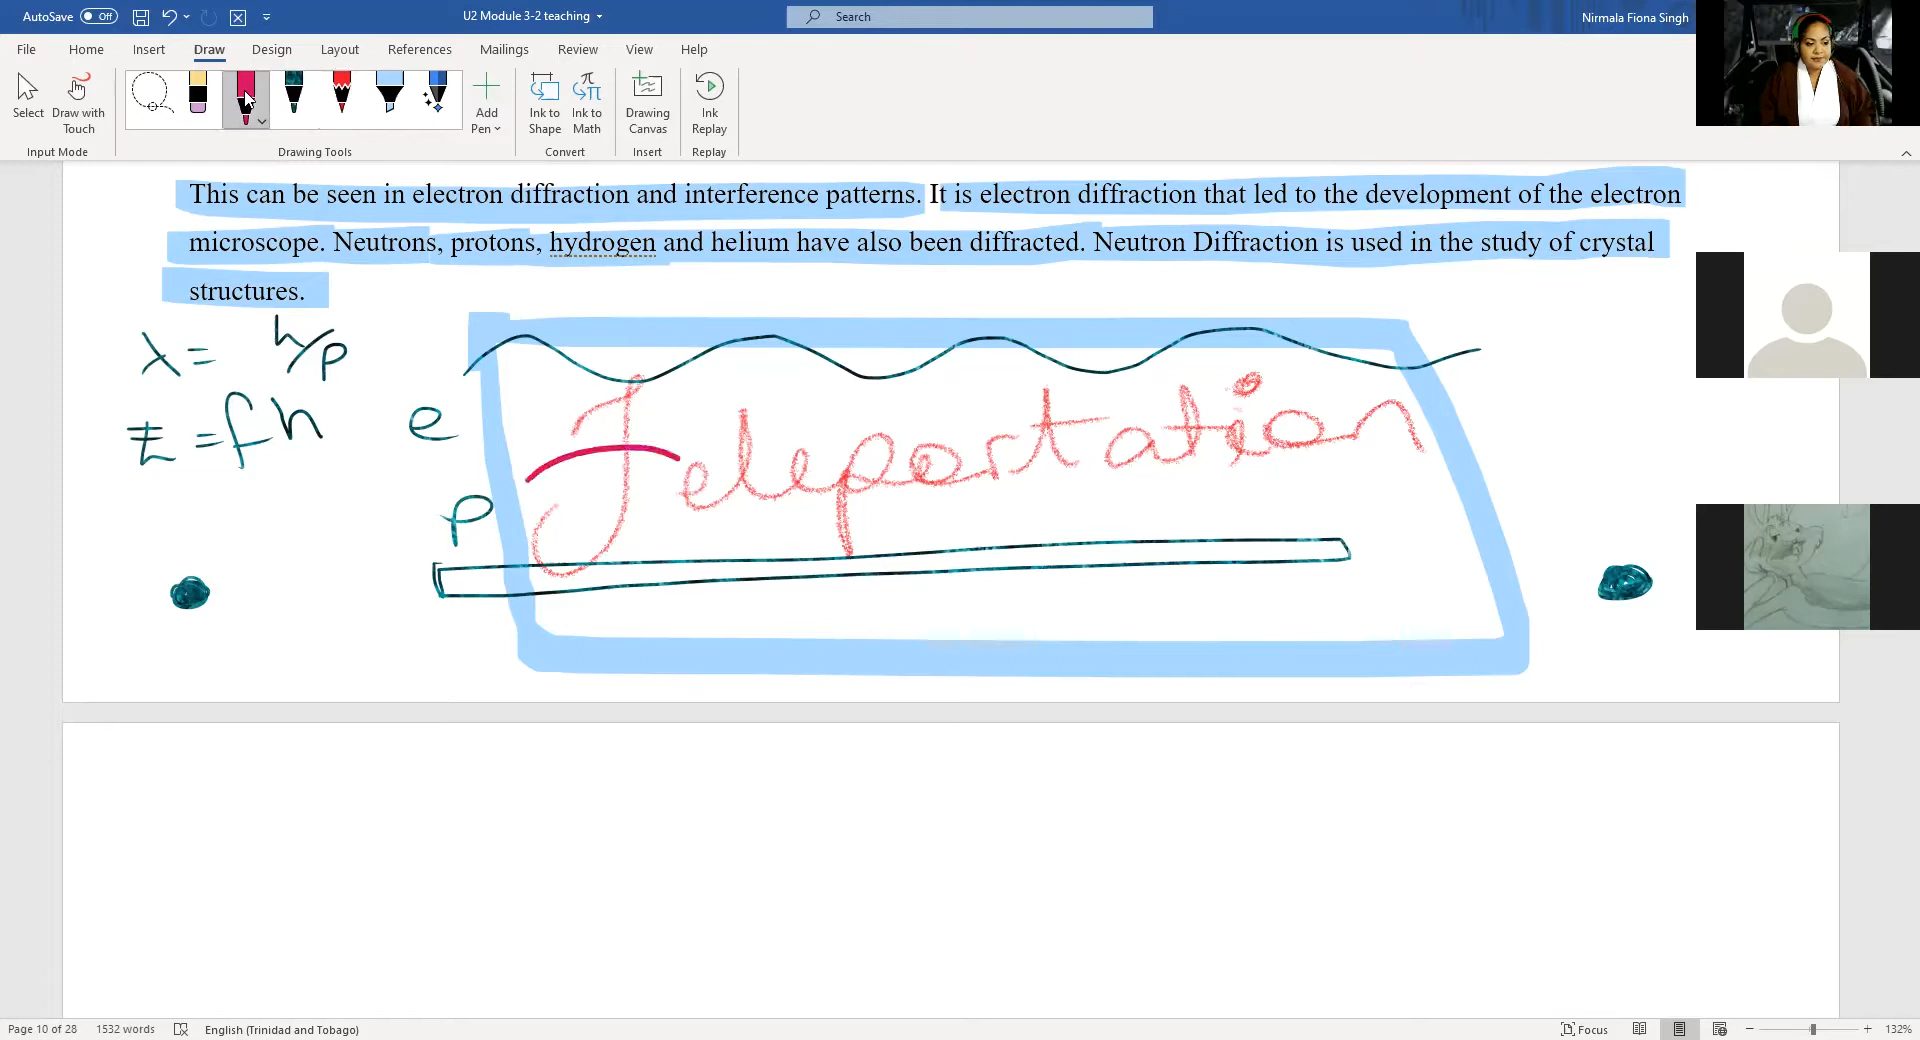 AutoSave Off
U2 Module 3-2 teaching
Search
Nirmala Fiona Singh
File Home Insert Draw Design Layout References Mailings Review View Help
Select
Draw with Touch
Add Pen
Ink to Shape
Ink to Math
Drawing Canvas
Ink Replay
Input Mode
Drawing Tools
Convert
Insert
Replay
This can be seen in electron diffraction and interference patterns. It is electron diffraction that led to the development of the electron
microscope. Neutrons, protons, hydrogen and helium have also been diffracted. Neutron Diffraction is used in the study of crystal
structures.
λ = h/p
E = fh
e
Teleportation
p
Page 10 of 28 1532 words English (Trinidad and Tobago) Focus 132%